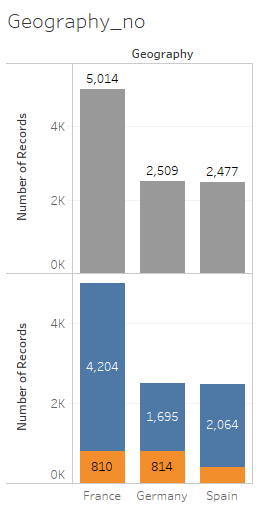 Geography_no
Geography
Number of Records
4K
2K
0K
5,014
2,509
2,477
Number of Records
4K
2K
0K
4,204
1,695
2,064
810
814
France Germany Spain